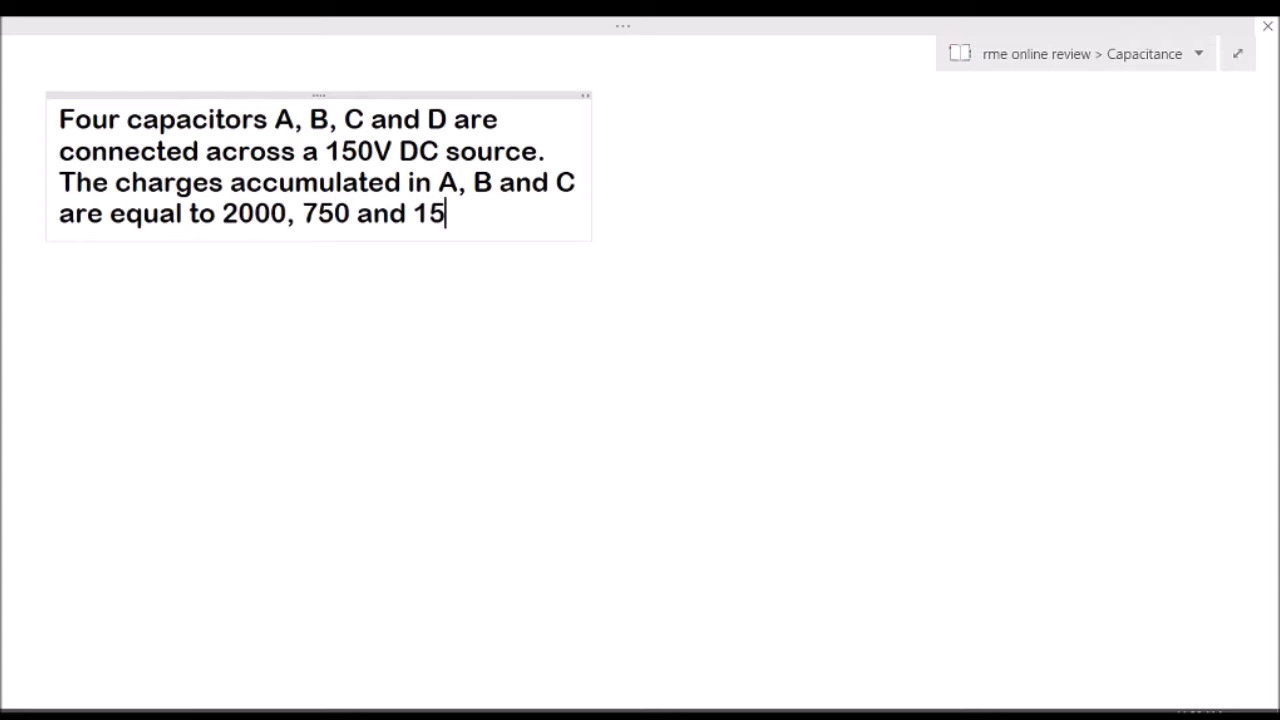 rme online review > Capacitance
Four capacitors A, B, C and D are
connected across a 150V DC source.
The charges accumulated in A, B and C
are equal to 2000, 750 and 15